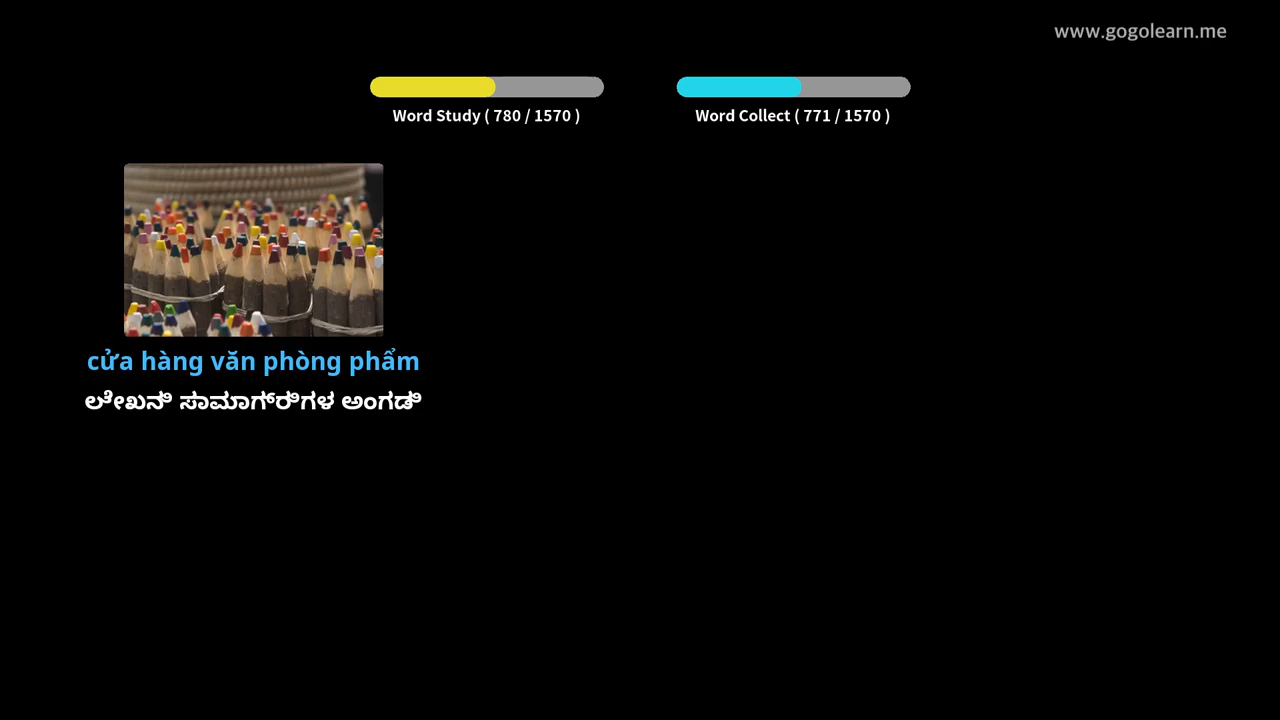 www.gogolearn.me
Word Study ( 780 / 1570 )
Word Collect ( 771 / 1570 )
cửa hàng văn phòng phẩm
ಲೇಖನಿ ಸಾಮಾಗ್ರಿಗಳ ಅಂಗಡಿ